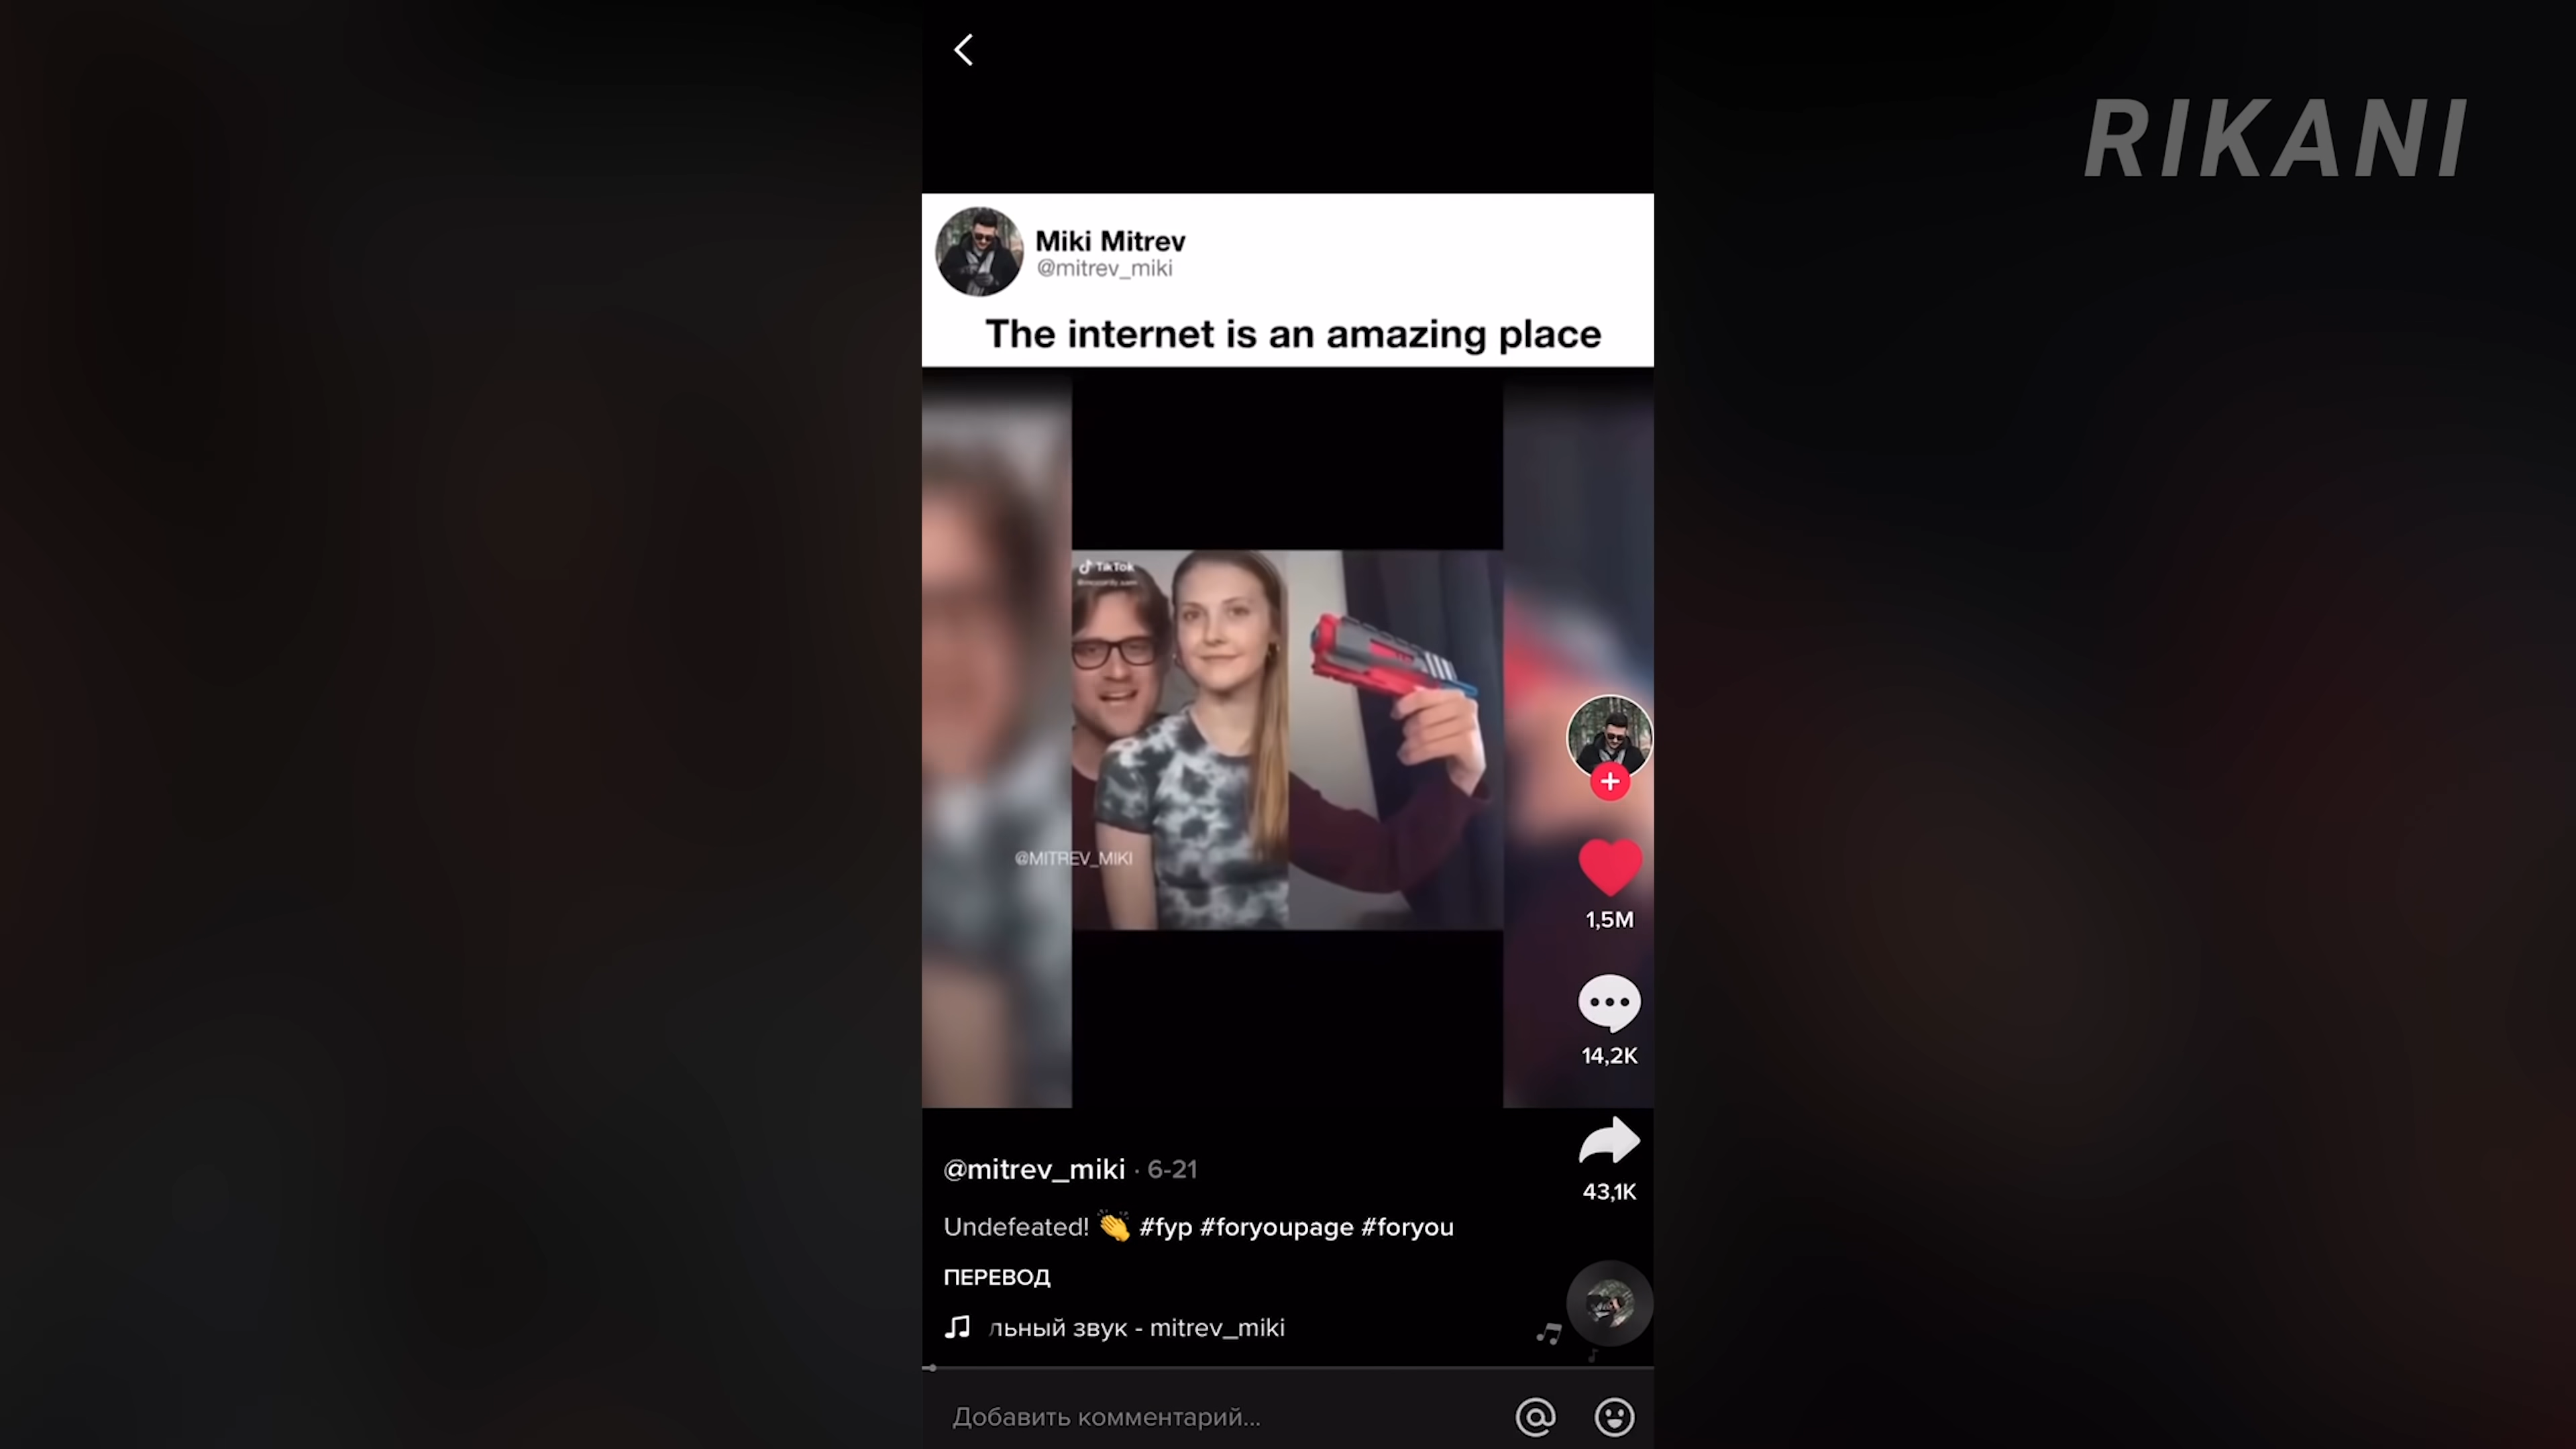 RIKANI
Miki Mitrev
@mitrev_miki
The internet is an amazing place
TikTok
@MITREV_MIKI
1,5M
14,2K
43,1K
@mitrev_miki · 6-21
Undefeated! 👏 #fyp #foryoupage #foryou
ПЕРЕВОД
льный звук - mitrev_miki
Добавить комментарий...